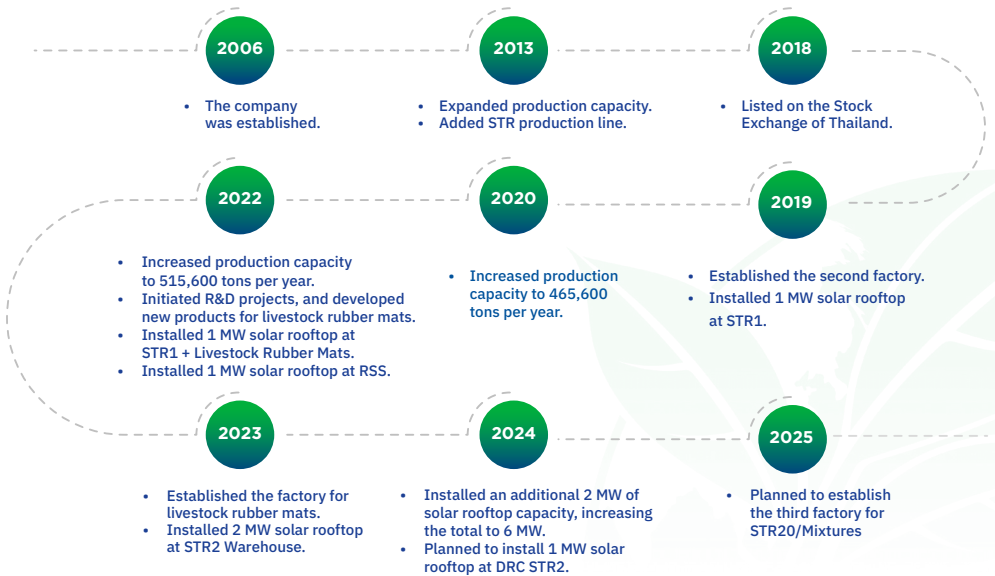 2006
• The company
was established.
2013
• Expanded production capacity.
• Added STR production line.
2018
• Listed on the Stock
Exchange of Thailand.
2019
• Established the second factory.
• Installed 1 MW solar rooftop
at STR1.
2020
• Increased production
capacity to 465,600
tons per year.
2022
• Increased production capacity
to 515,600 tons per year.
• Initiated R&D projects, and developed
new products for livestock rubber mats.
• Installed 1 MW solar rooftop at
STR1 + Livestock Rubber Mats.
• Installed 1 MW solar rooftop at RSS.
2023
• Established the factory for
livestock rubber mats.
• Installed 2 MW solar rooftop
at STR2 Warehouse.
2024
• Installed an additional 2 MW of
solar rooftop capacity, increasing
the total to 6 MW.
• Planned to install 1 MW solar
rooftop at DRC STR2.
2025
• Planned to establish
the third factory for
STR20/Mixtures